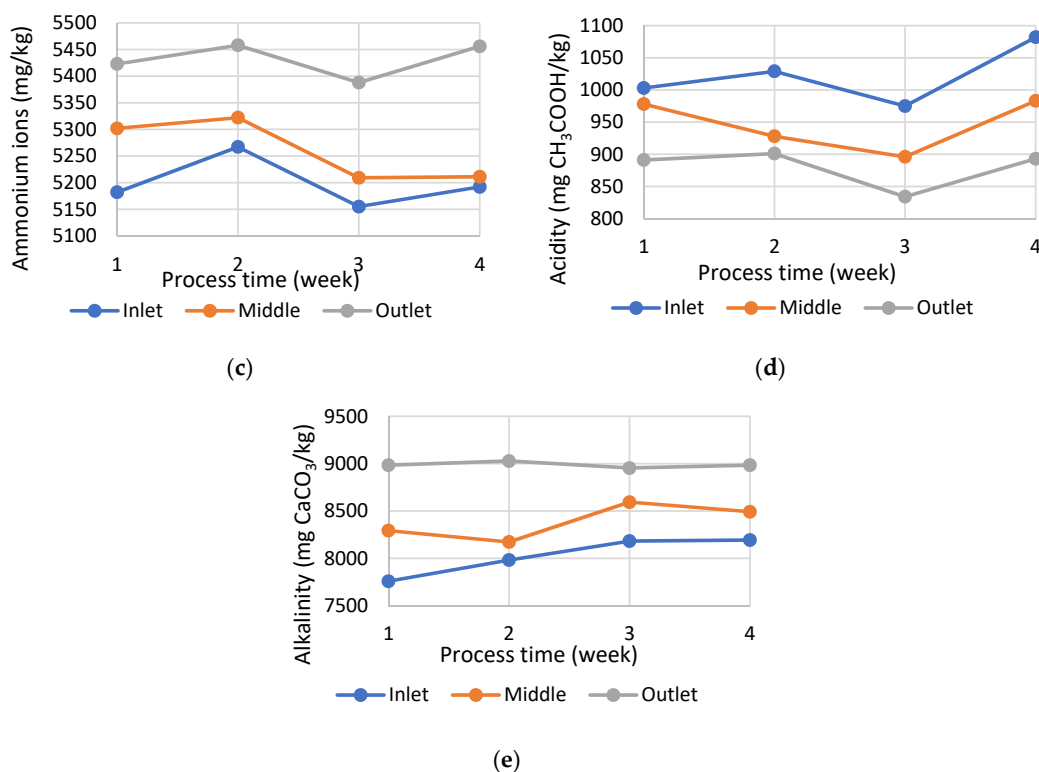 Ammonium ions (mg/kg)
5500
5450
5400
5350
5300
5250
5200
5150
5100
1 2 3 4
Process time (week)
Inlet Middle Outlet
(c)
Acidity (mg CH₃COOH/kg)
1100
1050
1000
950
900
850
800
1 2 3 4
Process time (week)
Inlet Middle Outlet
(d)
Alkalinity (mg CaCO₃/kg)
9500
9000
8500
8000
7500
1 2 3 4
Process time (week)
Inlet Middle Outlet
(e)